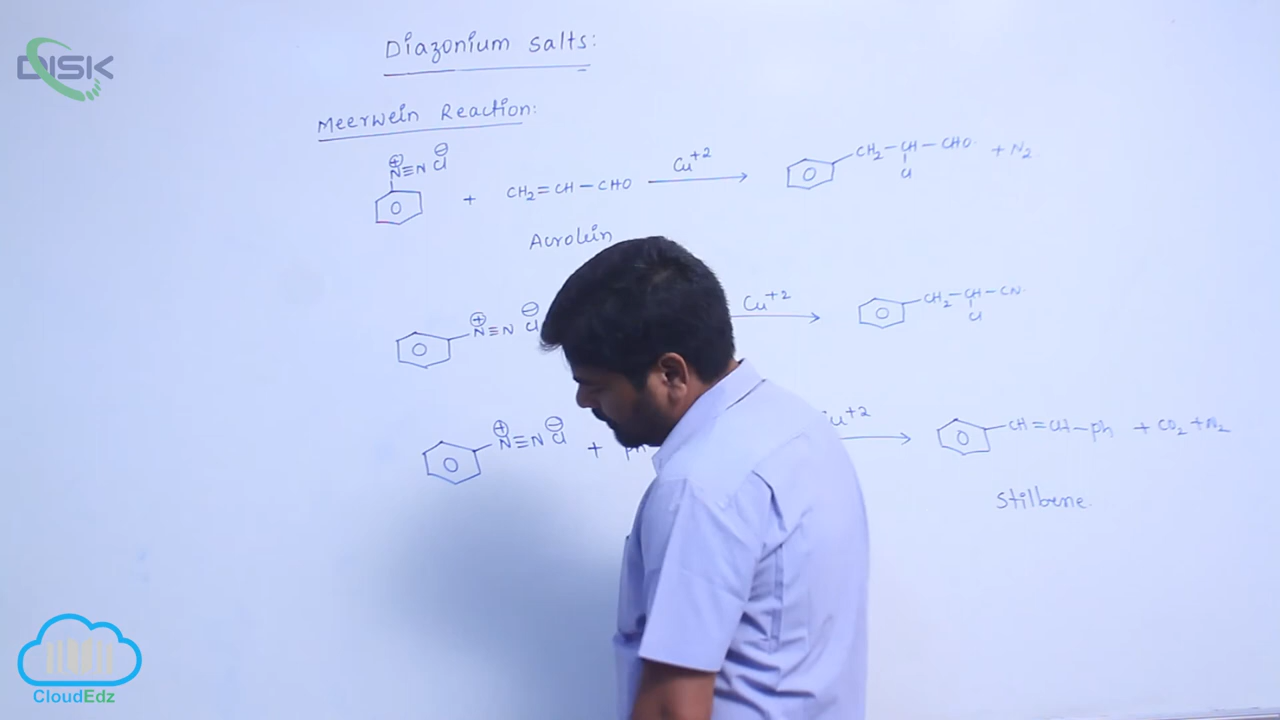 DISK
Diazonium salts:
Meerwein Reaction:
N≡N Cl + CH2=CH-CHO Cu+2 CH2-CH-CHO + N2
Cl
Acrolein
N≡N Cl Cu+2 CH2-CH-CN
Cl
N≡N Cl + ph Cu+2 CH=CH-ph + CO2 + N2
stilbene.
CloudEdz